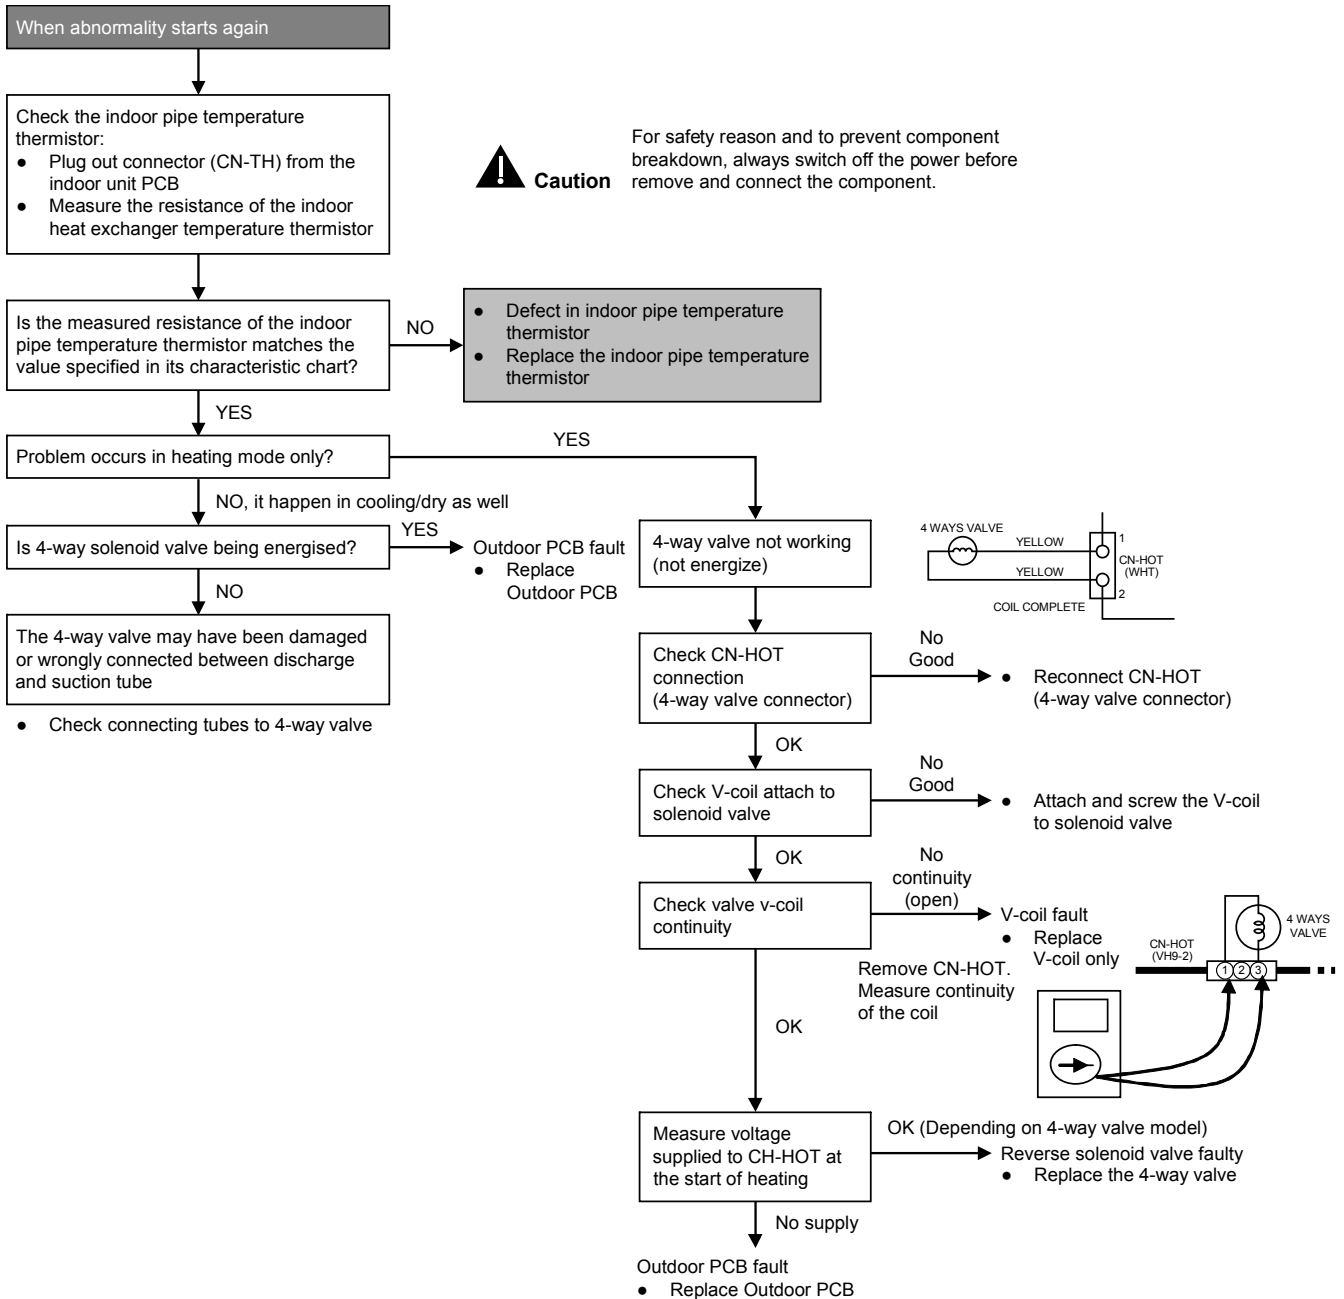 When abnormality starts again
Check the indoor pipe temperature
thermistor:
● Plug out connector (CN-TH) from the
indoor unit PCB
● Measure the resistance of the indoor
heat exchanger temperature thermistor
Caution
For safety reason and to prevent component
breakdown, always switch off the power before
remove and connect the component.
Is the measured resistance of the indoor
pipe temperature thermistor matches the
value specified in its characteristic chart?
NO
● Defect in indoor pipe temperature
thermistor
● Replace the indoor pipe temperature
thermistor
YES
Problem occurs in heating mode only?
YES
NO, it happen in cooling/dry as well
Is 4-way solenoid valve being energised?
YES
Outdoor PCB fault
● Replace
Outdoor PCB
NO
The 4-way valve may have been damaged
or wrongly connected between discharge
and suction tube
● Check connecting tubes to 4-way valve
4-way valve not working
(not energize)
4 WAYS VALVE
YELLOW
YELLOW
1
CN-HOT
(WHT)
2
COIL COMPLETE
Check CN-HOT
connection
(4-way valve connector)
No
Good
● Reconnect CN-HOT
(4-way valve connector)
OK
Check V-coil attach to
solenoid valve
No
Good
● Attach and screw the V-coil
to solenoid valve
OK
Check valve v-coil
continuity
No
continuity
(open)
V-coil fault
● Replace
V-coil only
Remove CN-HOT.
Measure continuity
of the coil
4 WAYS
VALVE
CN-HOT
(VH9-2)
1 2 3
OK
Measure voltage
supplied to CH-HOT at
the start of heating
OK (Depending on 4-way valve model)
Reverse solenoid valve faulty
● Replace the 4-way valve
No supply
Outdoor PCB fault
● Replace Outdoor PCB